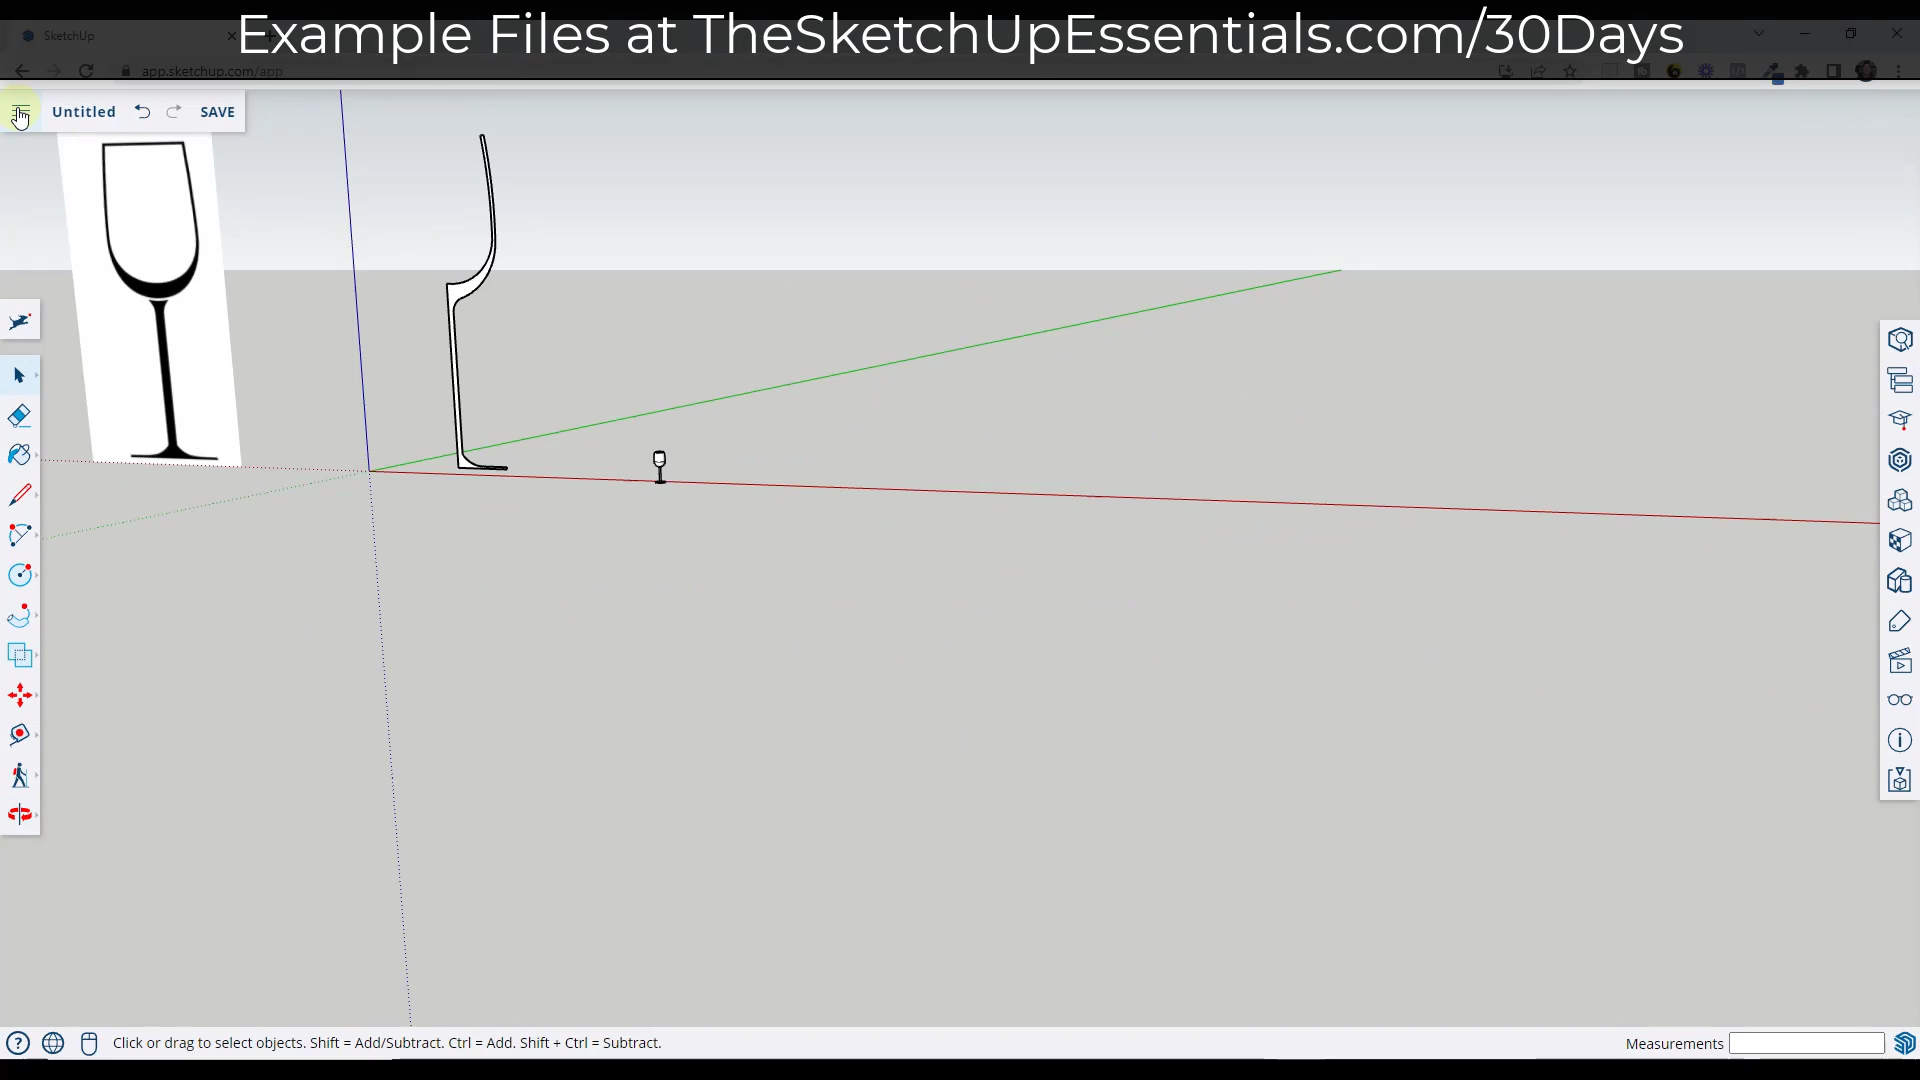 Example Files at TheSketchUpEssentials.com/30Days
SketchUp
app.sketchup.com/app
Untitled
SAVE
Click or drag to select objects. Shift = Add/Subtract. Ctrl = Add. Shift + Ctrl = Subtract.
Measurements